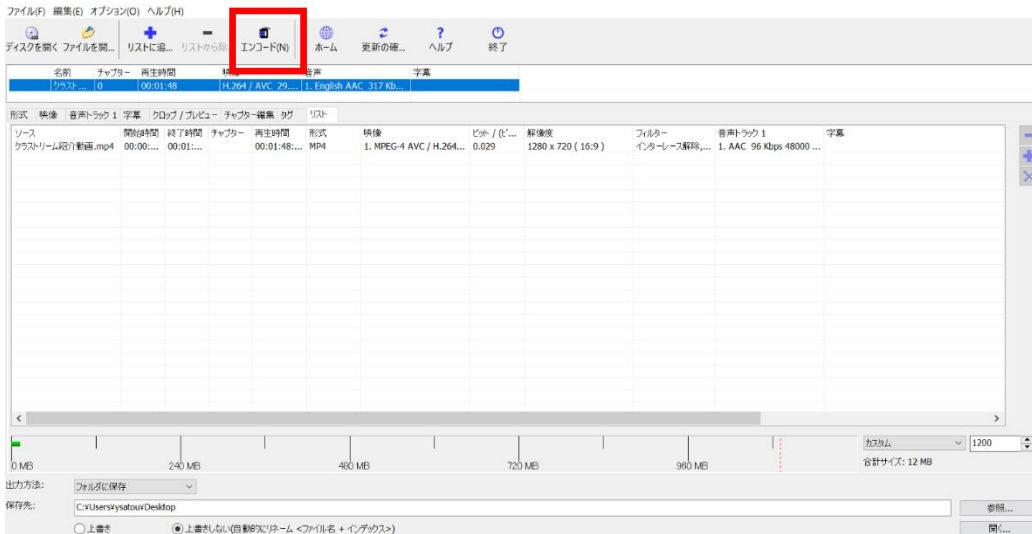 ファイル(F) 編集(E) オプション(O) ヘルプ(H)
ディスクを開く ファイルを開... リストに追... リストから除 エンコード(N) ホーム 更新の確... ヘルプ 終了
名前 チャプター 再生時間 音声 字幕
クラスト... 0 00:01:48 H.264 / AVC 29.... 1. English AAC 317 Kb...
形式 映像 音声トラック 1 字幕 クロップ / プレビュー チャプター編集 タグ リスト
ソース 開始時間 終了時間 チャプター 再生時間 形式 映像 ビット / (ピ... 解像度 フィルター 音声トラック 1 字幕
クラストリーム紹介動画.mp4 00:00:... 00:01:... 00:01:48:... MP4 1. MPEG-4 AVC / H.264... 0.029 1280 x 720 ( 16:9 ) インターレース解除,... 1. AAC 96 Kbps 48000 ...
0 MB 240 MB 480 MB 720 MB 960 MB カスタム 1200
合計サイズ: 12 MB
出力方法: フォルダに保存
保存先: C:¥Users¥ysatou¥Desktop 参照...
上書き 上書きしない(自動的にリネーム <ファイル名 + インデックス>) 開く...